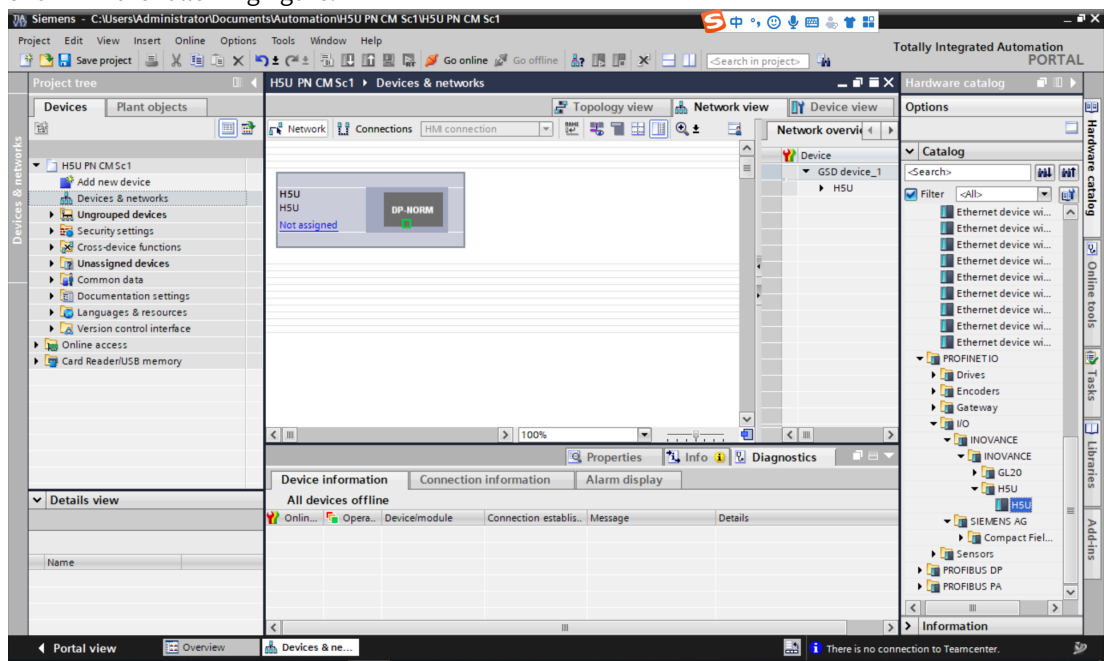 Siemens - C:\Users\Administrator\Documents\Automation\H5U PN CM Sc1\H5U PN CM Sc1
中
Project Edit View Insert Online Options Tools Window Help
Totally Integrated Automation
PORTAL
Save project
Go online
Go offline
<Search in project>
Project tree
H5U PN CM Sc1 Devices & networks
Hardware catalog
Devices
Plant objects
Topology view
Network view
Device view
Options
Network
Connections
HMI connection
Network overvi
Device
GSD device_1
H5U
H5U PN CM Sc1
Add new device
Devices & networks
Ungrouped devices
Security settings
Cross-device functions
Unassigned devices
Common data
Documentation settings
Languages & resources
Version control interface
Online access
Card Reader/USB memory
H5U
H5U
Not assigned
DP-NORM
100%
Catalog
<Search>
Filter
<All>
Ethernet device wi...
Ethernet device wi...
Ethernet device wi...
Ethernet device wi...
Ethernet device wi...
Ethernet device wi...
Ethernet device wi...
Ethernet device wi...
Ethernet device wi...
PROFINET IO
Drives
Encoders
Gateway
I/O
INOVANCE
INOVANCE
GL20
H5U
H5U
SIEMENS AG
Compact Fiel...
Sensors
PROFIBUS DP
PROFIBUS PA
Information
Properties
Info
Diagnostics
Device information
Connection information
Alarm display
All devices offline
Onlin...
Opera..
Device/module
Connection establis..
Message
Details
Details view
Name
Devices & networks
Hardware catalog
Online tools
Tasks
Libraries
Add-ins
Portal view
Overview
Devices & ne...
There is no connection to Teamcenter.